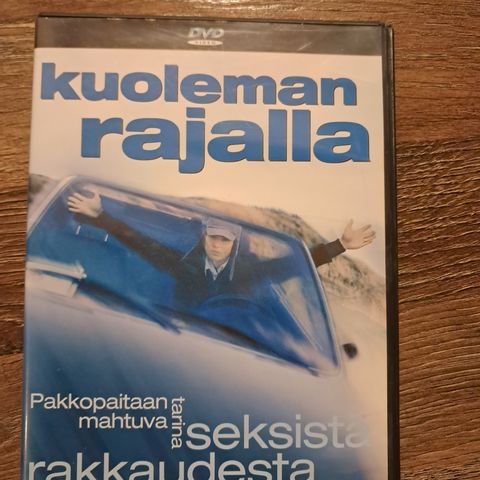 DVD
VIDEO
kuoleman
rajalla
Pakkopaitaan
mahtuva
tarina
seksistä
rakkaudesta